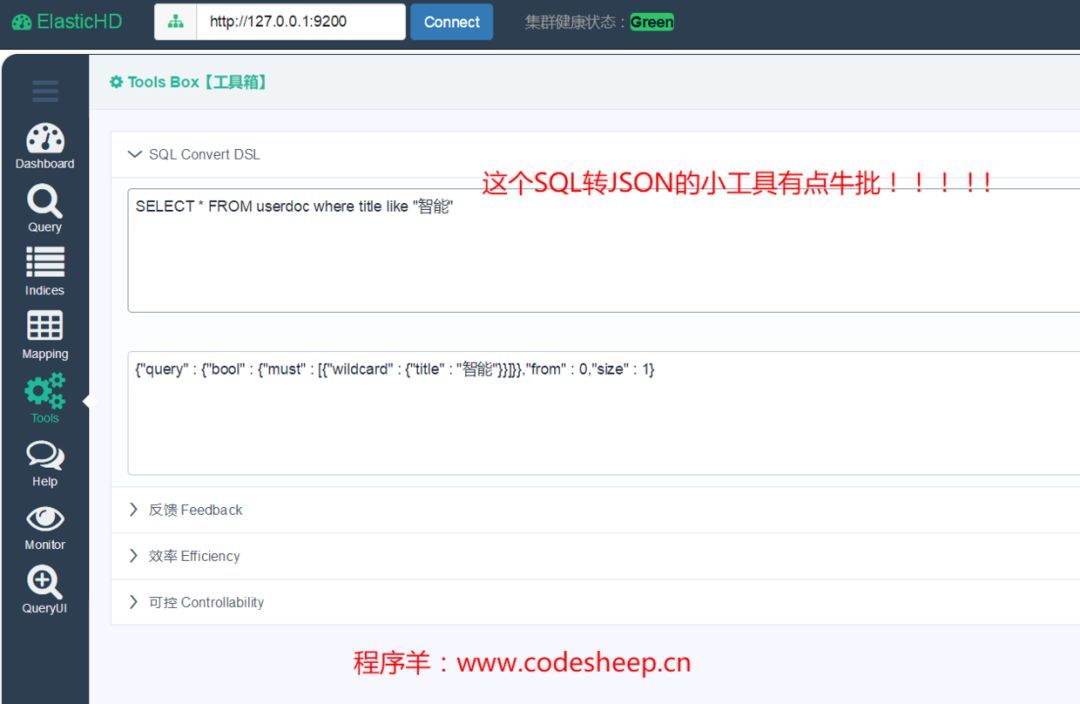 ElasticHD http://127.0.0.1:9200 Connect 集群健康状态：Green
Tools Box【工具箱】
SQL Convert DSL
这个SQL转JSON的小工具有点牛批！！！！！
SELECT * FROM userdoc where title like "智能"
{"query" : {"bool" : {"must" : [{"wildcard" : {"title" : "智能"}}]}},"from" : 0,"size" : 1}
反馈 Feedback
效率 Efficiency
可控 Controllability
Dashboard
Query
Indices
Mapping
Tools
Help
Monitor
QueryUI
程序羊：www.codesheep.cn